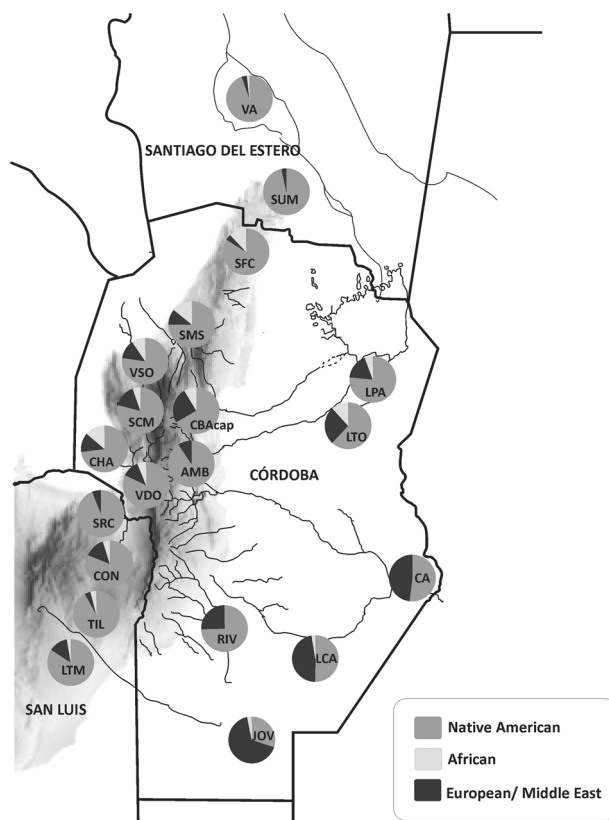 VA
SANTIAGO DEL ESTERO
SUM
SFC
SMS
VSO
LPA
SCM
CBAcap
LTO
CHA
AMB
CÓRDOBA
VDO
SRC
CON
CA
TIL
RIV
LCA
LTM
SAN LUIS
JOV
Native American
African
European/ Middle East